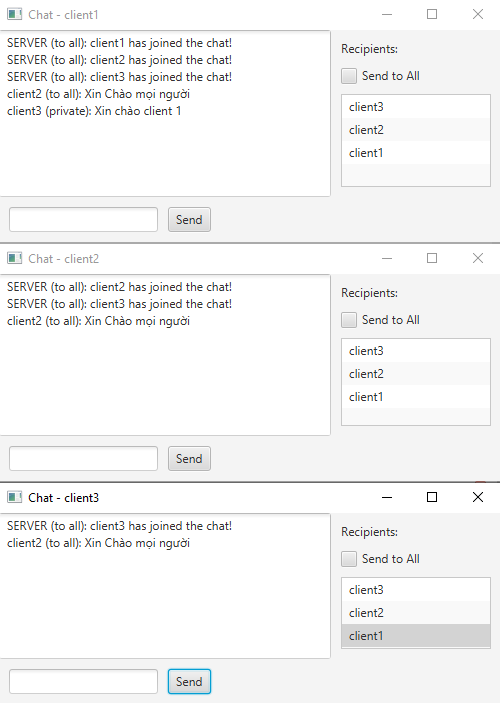 Chat - client1
SERVER (to all): client1 has joined the chat!
SERVER (to all): client2 has joined the chat!
SERVER (to all): client3 has joined the chat!
client2 (to all): Xin Chào mọi người
client3 (private): Xin chào client 1
Recipients:
Send to All
client3
client2
client1
Send
Chat - client2
SERVER (to all): client2 has joined the chat!
SERVER (to all): client3 has joined the chat!
client2 (to all): Xin Chào mọi người
Recipients:
Send to All
client3
client2
client1
Send
Chat - client3
SERVER (to all): client3 has joined the chat!
client2 (to all): Xin Chào mọi người
Recipients:
Send to All
client3
client2
client1
Send